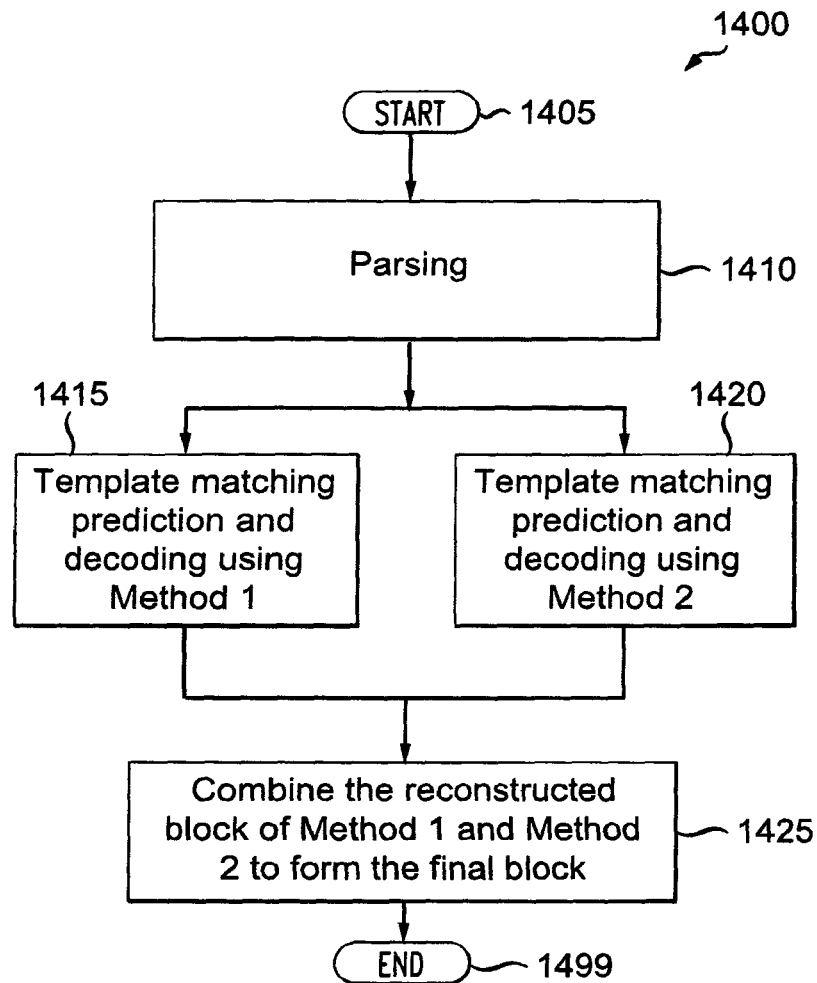 1400
START
1405
Parsing
1410
1415
1420
Template matching
prediction and
decoding using
Method 1
Template matching
prediction and
decoding using
Method 2
Combine the reconstructed
block of Method 1 and Method
2 to form the final block
1425
END
1499